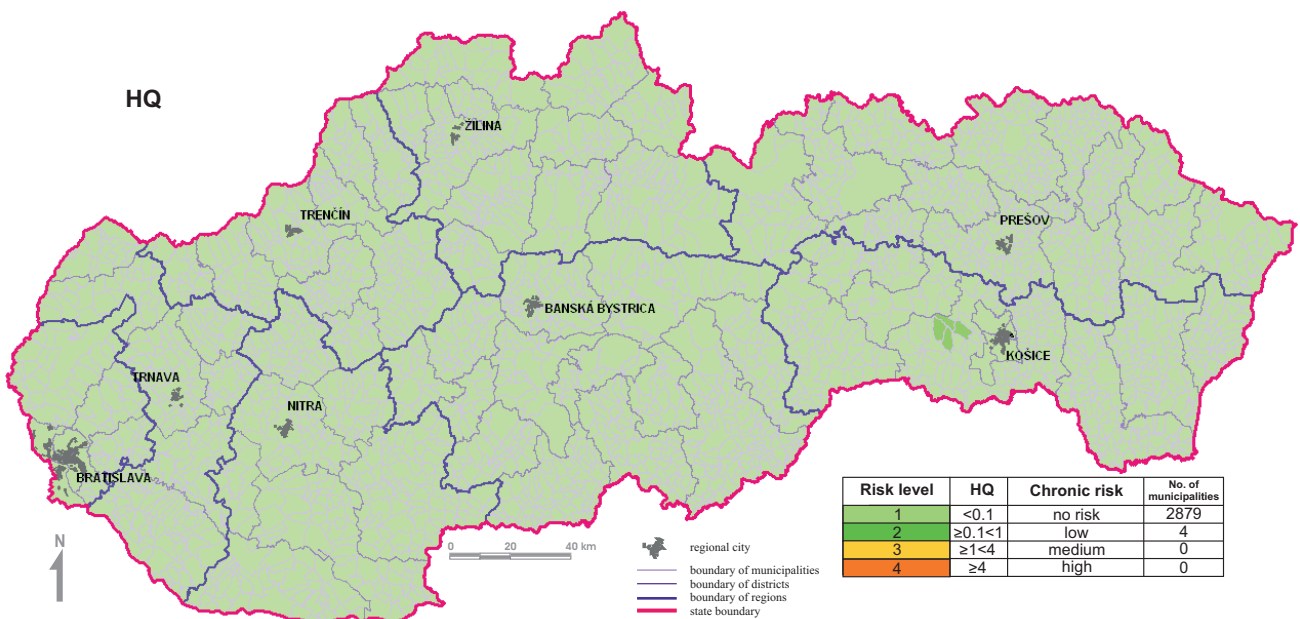 HQ
ŽILINA
TRENČÍN
PREŠOV
BANSKÁ BYSTRICA
KOŠICE
TRNAVA
NITRA
BRATISLAVA
N
0 20 40 km
regional city
boundary of municipalities
boundary of districts
boundary of regions
state boundary
Risk level HQ Chronic risk No. of municipalities
1 <0.1 no risk 2879
2 ≥0.1<1 low 4
3 ≥1<4 medium 0
4 ≥4 high 0